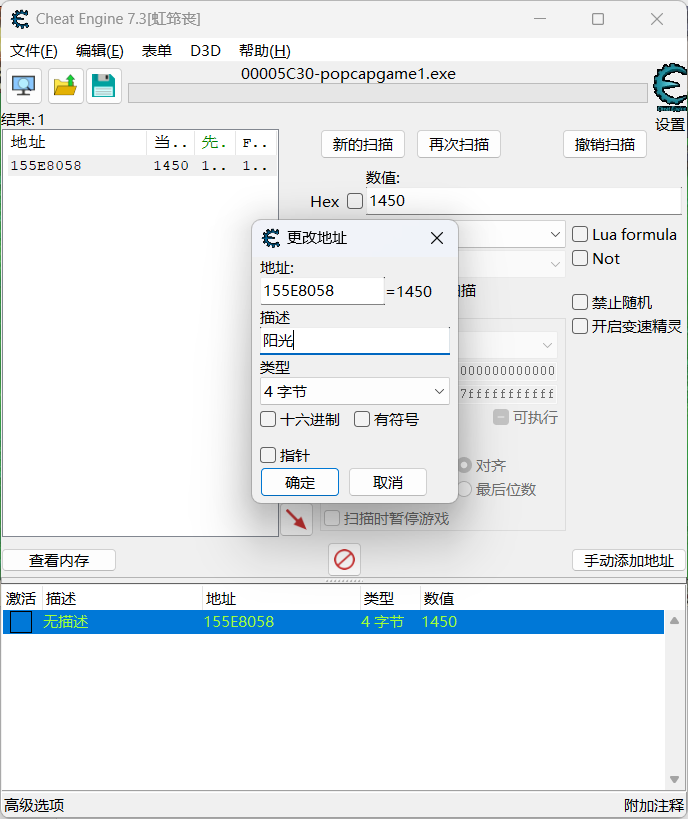 Cheat Engine 7.3[虹筇丧]
文件(F) 编辑(E) 表单 D3D 帮助(H)
00005C30-popcapgame1.exe
结果: 1
设置
地址 当.. 先. F..
155E8058 1450 1.. 1..
新的扫描 再次扫描 撤销扫描
数值:
Hex 1450
更改地址
地址:
155E8058 =1450
描述
阳光
类型
4 字节
十六进制 有符号
指针
确定 取消
Lua formula
Not
描
禁止随机
开启变速精灵
000000000000
7fffffffffff
可执行
对齐
最后位数
扫描时暂停游戏
查看内存 手动添加地址
激活 描述 地址 类型 数值
无描述 155E8058 4 字节 1450
高级选项 附加注释